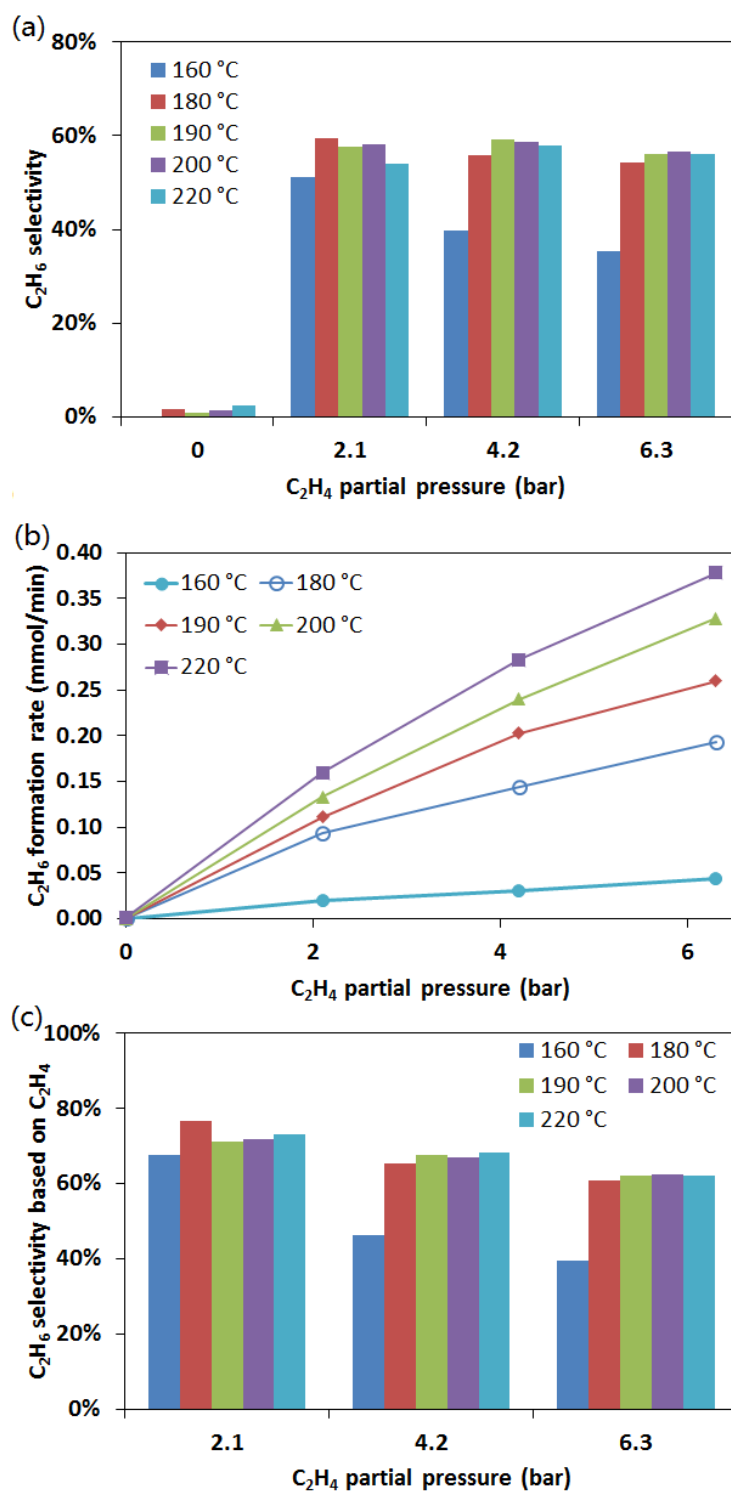 (a)
80%
60%
40%
20%
0%
C₂H₆ selectivity
160 °C
180 °C
190 °C
200 °C
220 °C
0
2.1
4.2
6.3
C₂H₄ partial pressure (bar)
(b)
0.40
0.35
0.30
0.25
0.20
0.15
0.10
0.05
0.00
C₂H₆ formation rate (mmol/min)
160 °C
180 °C
190 °C
200 °C
220 °C
0
2
4
6
C₂H₄ partial pressure (bar)
(c)
100%
80%
60%
40%
20%
0%
C₂H₆ selectivity based on C₂H₄
160 °C
180 °C
190 °C
200 °C
220 °C
2.1
4.2
6.3
C₂H₄ partial pressure (bar)